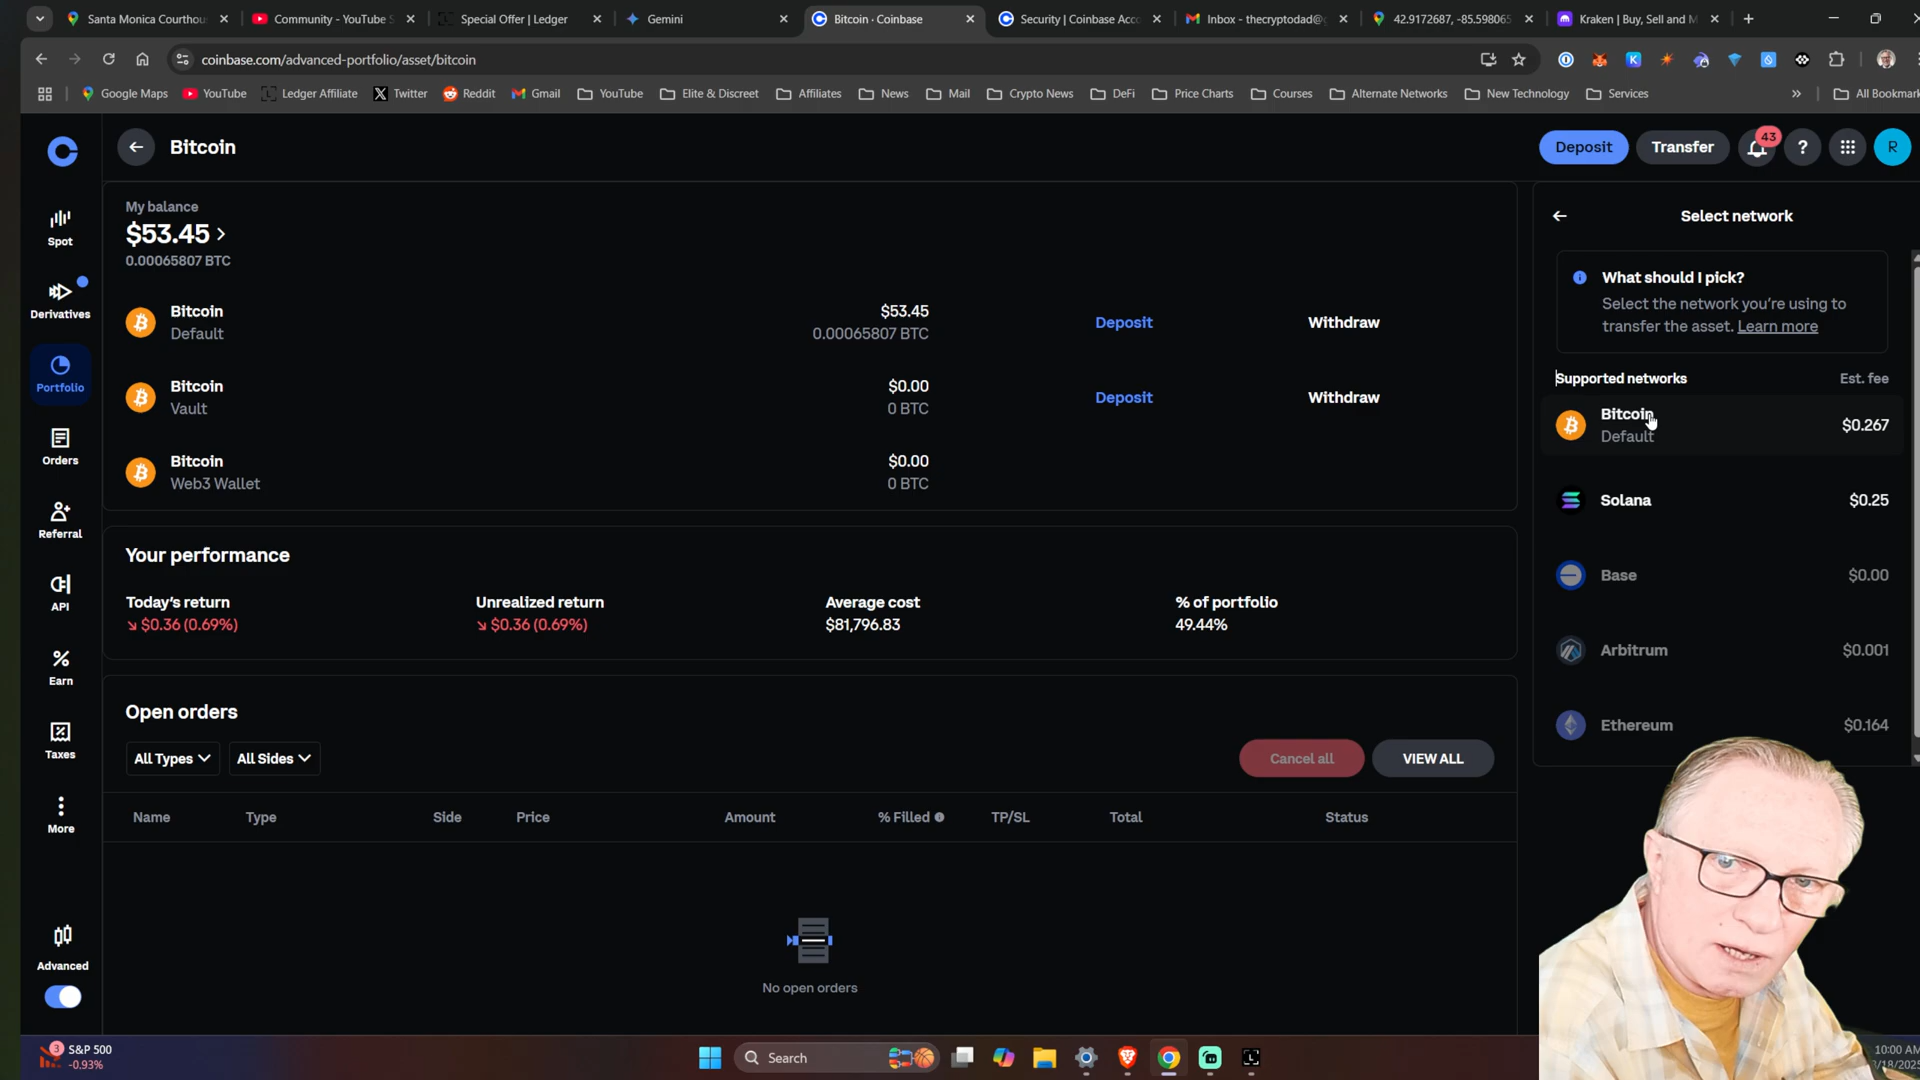 Santa Monica Courthous
Community - YouTube S
Special Offer | Ledger
Gemini
Bitcoin · Coinbase
Security | Coinbase Acc
Inbox - thecryptodad@g
42.9172687, -85.598065
Kraken | Buy, Sell and M
coinbase.com/advanced-portfolio/asset/bitcoin
Google Maps
YouTube
Ledger Affiliate
Twitter
Reddit
Gmail
YouTube
Elite & Discreet
Affiliates
News
Mail
Crypto News
DeFi
Price Charts
Courses
Alternate Networks
New Technology
Services
All Bookmark
Bitcoin
Deposit
Transfer
43
?
R
Spot
Derivatives
Portfolio
Orders
Referral
API
Earn
Taxes
More
Advanced
My balance
$53.45
0.00065807 BTC
Bitcoin
Default
$53.45
0.00065807 BTC
Deposit
Withdraw
Bitcoin
Vault
$0.00
0 BTC
Deposit
Withdraw
Bitcoin
Web3 Wallet
$0.00
0 BTC
Your performance
Today's return
↘ $0.36 (0.69%)
Unrealized return
↘ $0.36 (0.69%)
Average cost
$81,796.83
% of portfolio
49.44%
Open orders
All Types
All Sides
Cancel all
VIEW ALL
Name
Type
Side
Price
Amount
% Filled
TP/SL
Total
Status
No open orders
Select network
What should I pick?
Select the network you're using to
transfer the asset. Learn more
Supported networks
Est. fee
Bitcoin
Default
$0.267
Solana
$0.25
Base
$0.00
Arbitrum
$0.001
Ethereum
$0.164
3
S&P 500
-0.93%
Search
10:00 AM